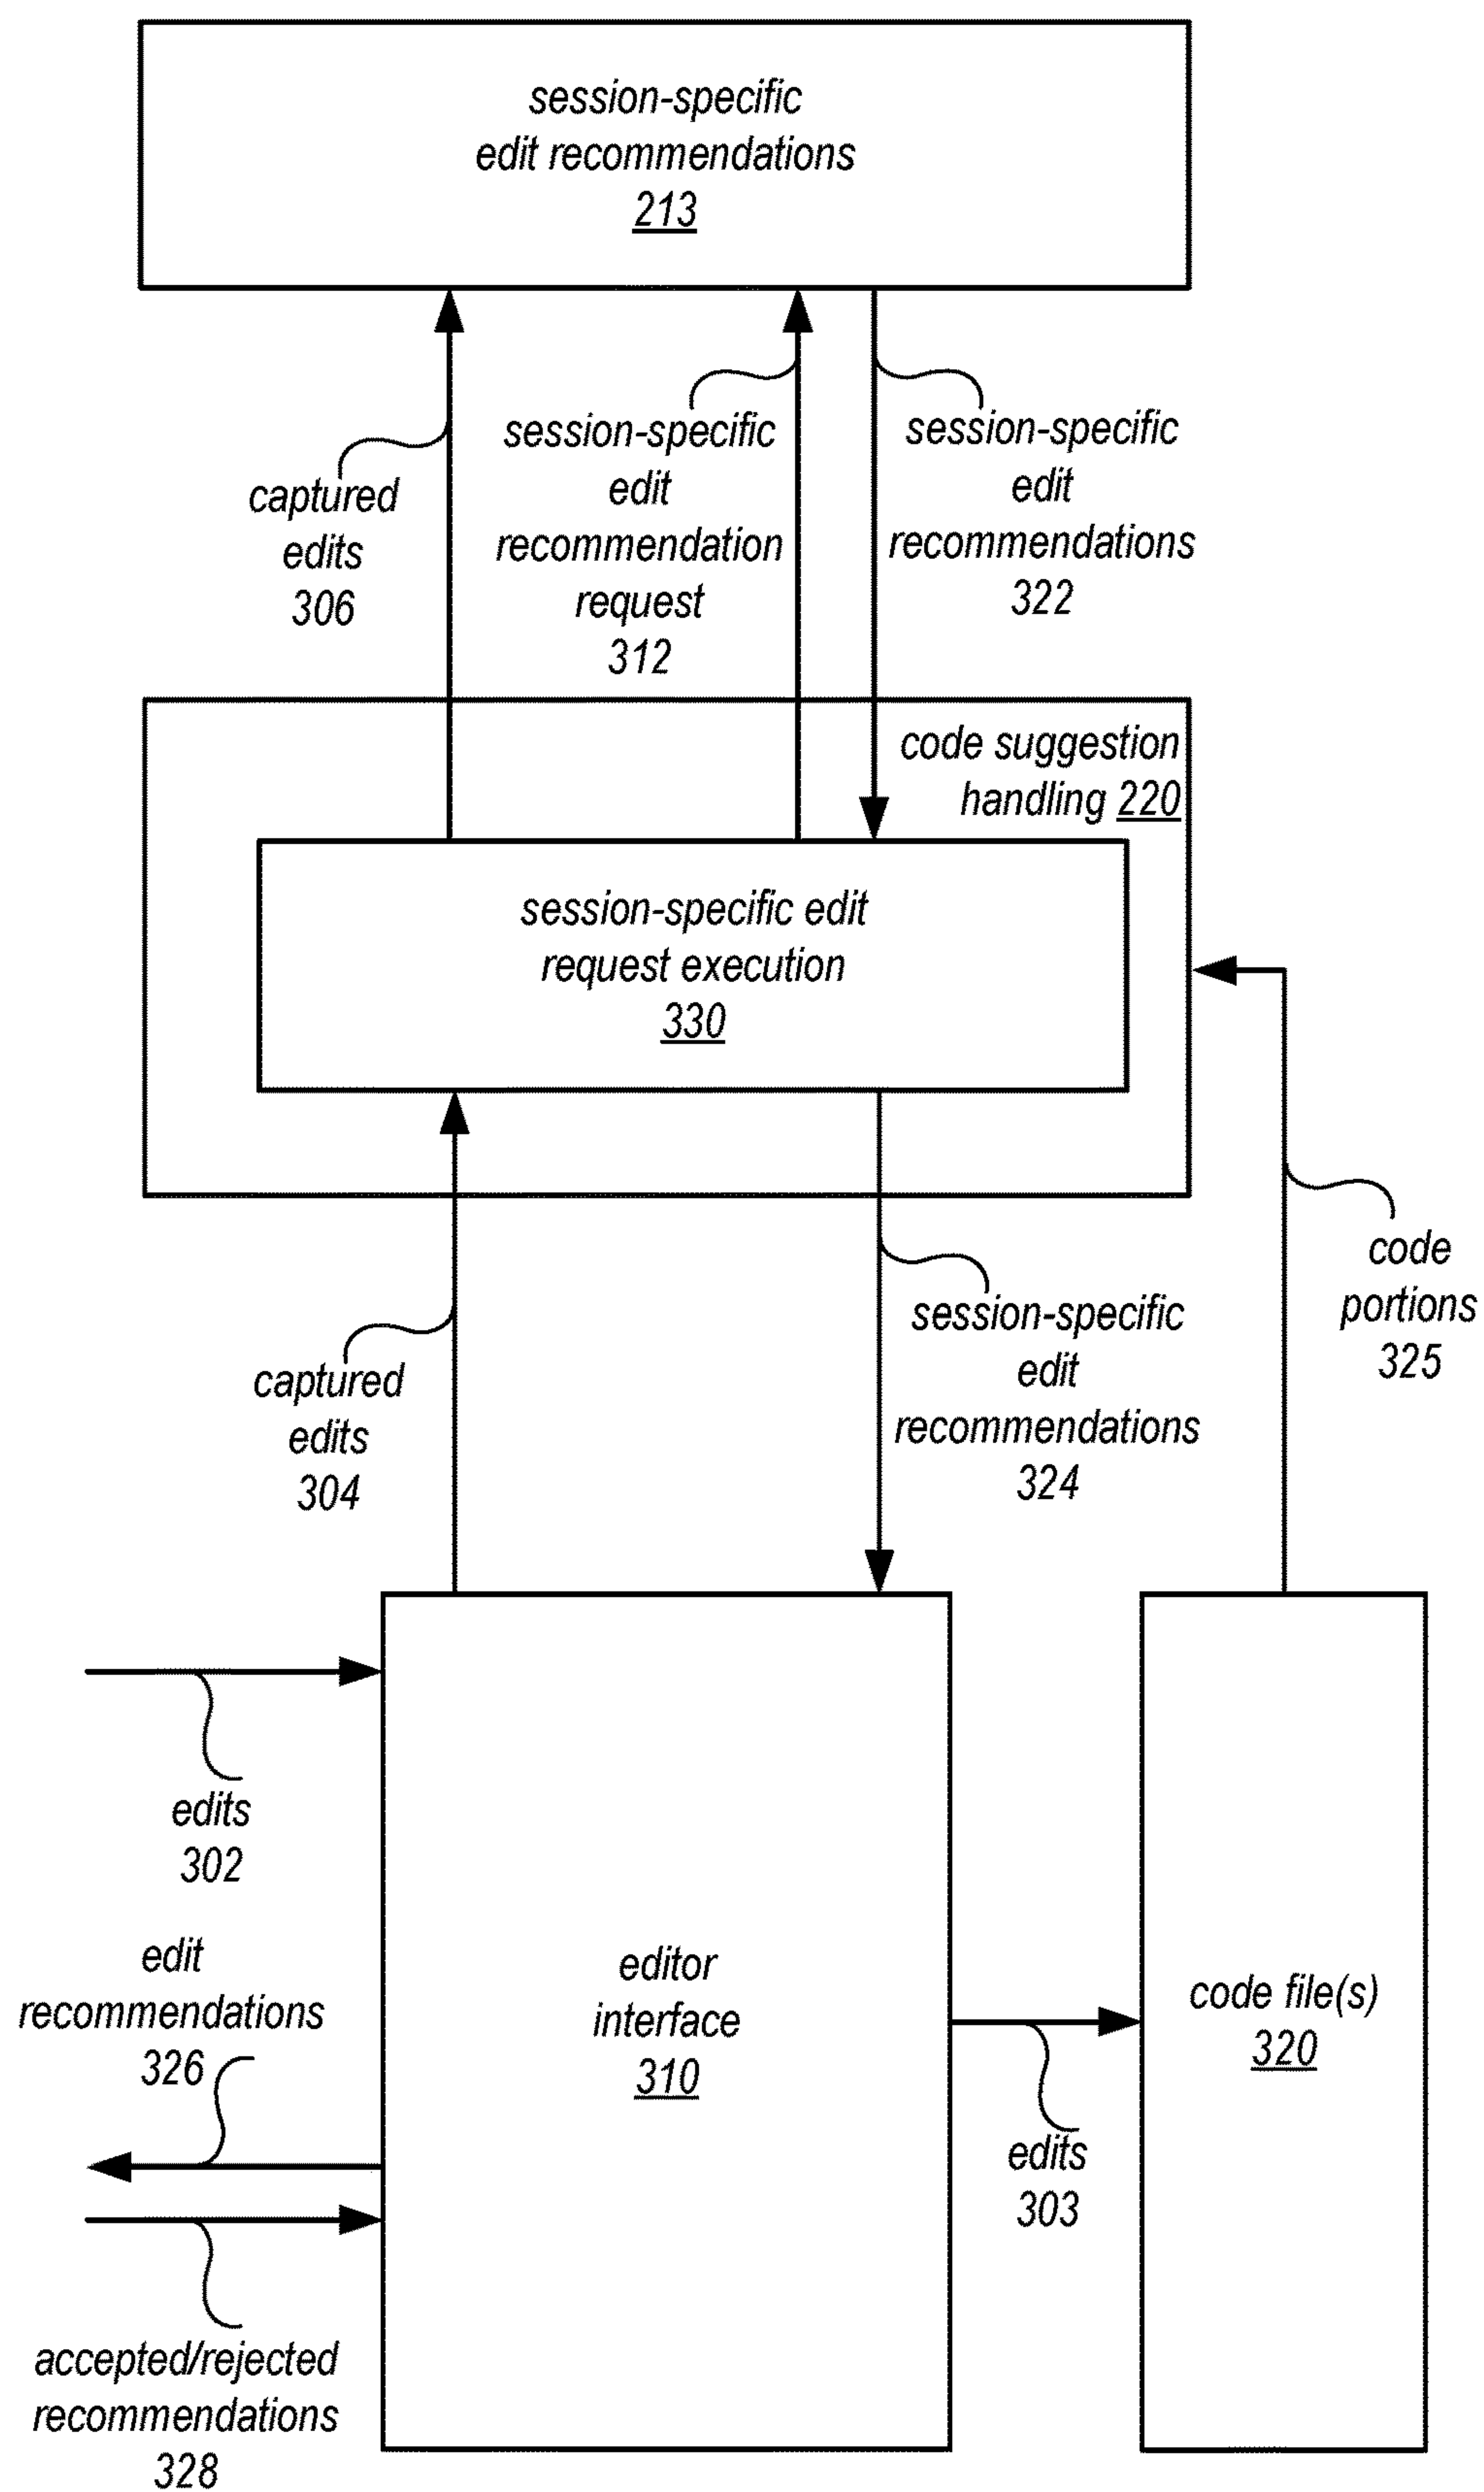 session-specific
edit recommendations
213
captured
edits
306
session-specific
edit
recommendation
request
312
session-specific
edit
recommendations
322
code suggestion
handling 220
session-specific edit
request execution
330
captured
edits
304
session-specific
edit
recommendations
324
code
portions
325
edits
302
edit
recommendations
326
accepted/rejected
recommendations
328
editor
interface
310
edits
303
code file(s)
320